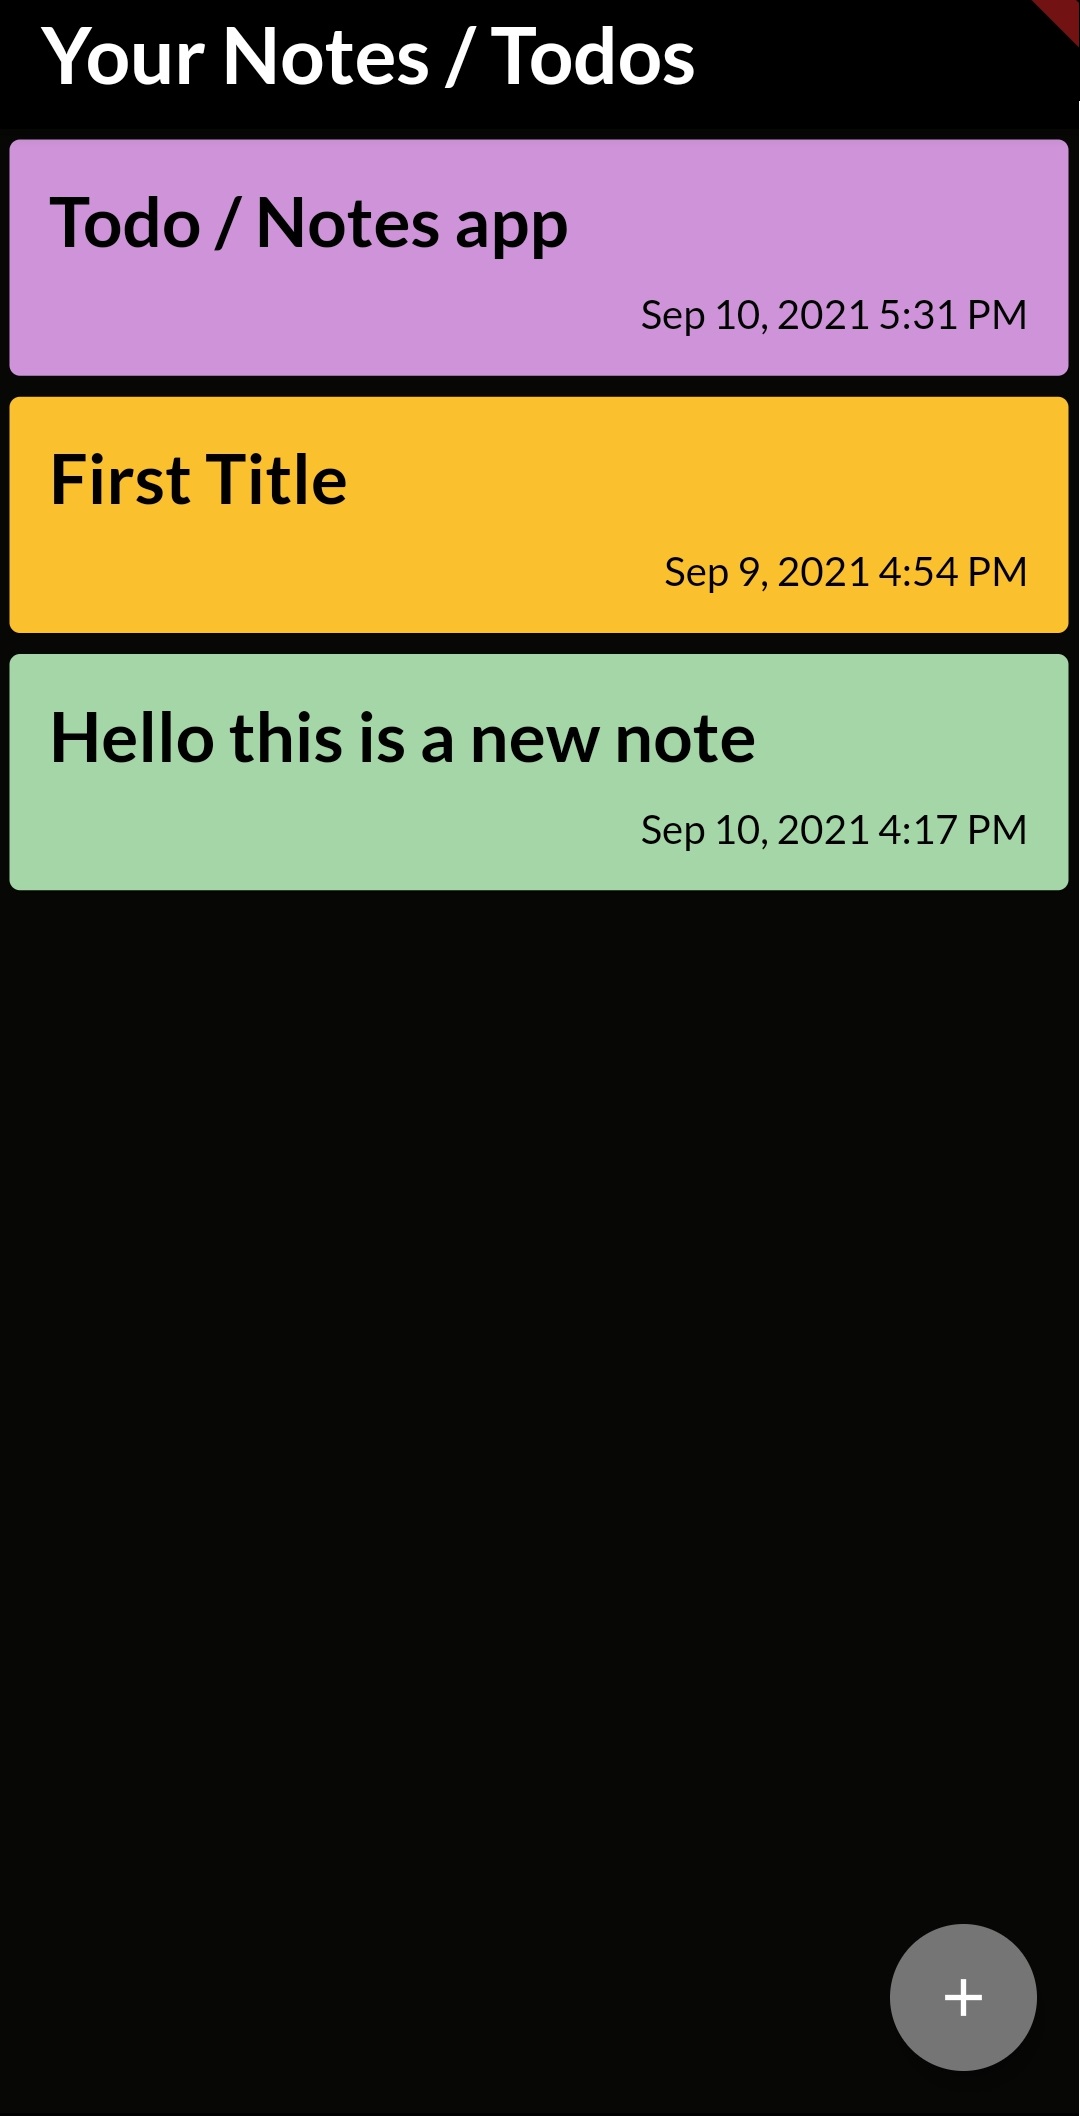 Your Notes / Todos
Todo / Notes app
Sep 10, 2021 5:31 PM
First Title
Sep 9, 2021 4:54 PM
Hello this is a new note
Sep 10, 2021 4:17 PM
+